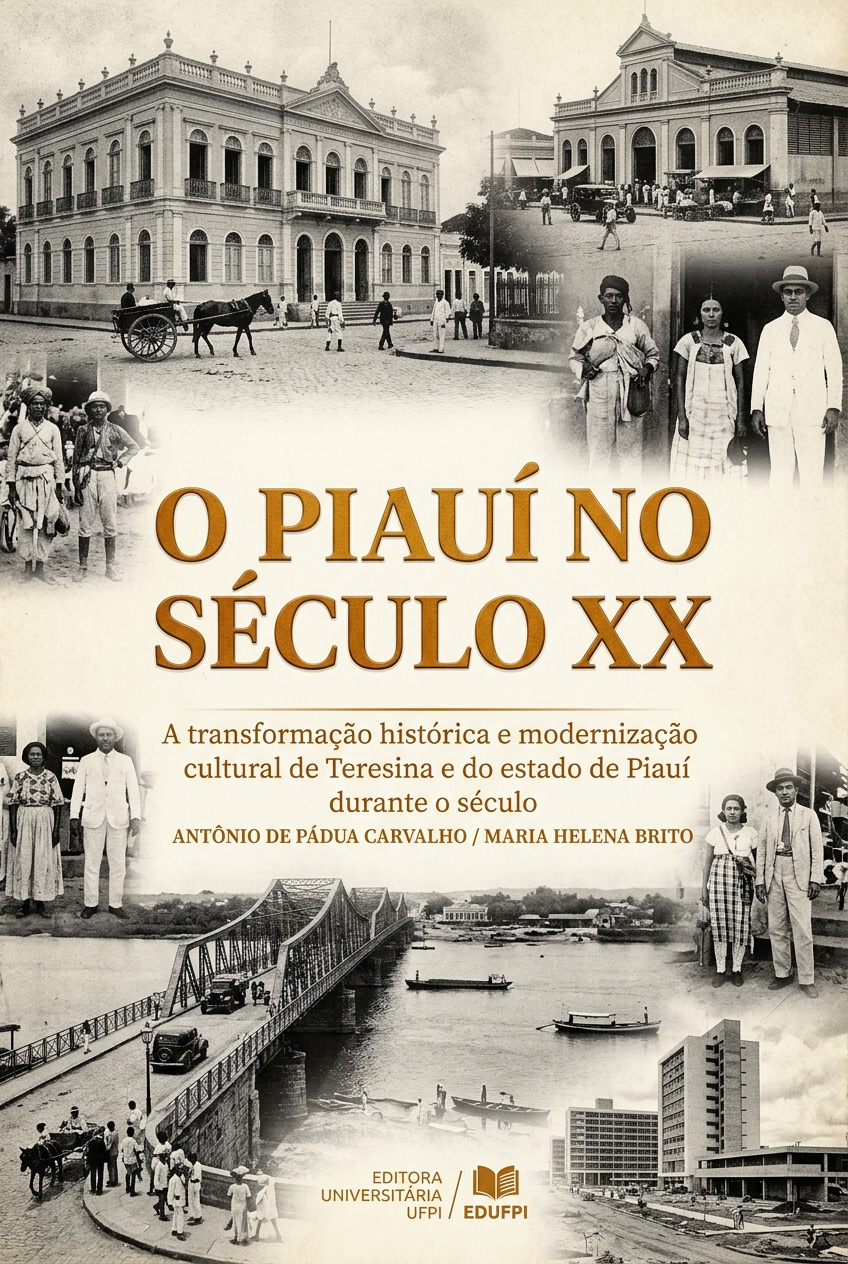 O PIAUÍ NO
SÉCULO XX
A transformação histórica e modernização
cultural de Teresina e do estado de Piauí
durante o século
ANTÔNIO DE PÁDUA CARVALHO / MARIA HELENA BRITO
EDITORA
UNIVERSITÁRIA
UFPI
EDUFPI